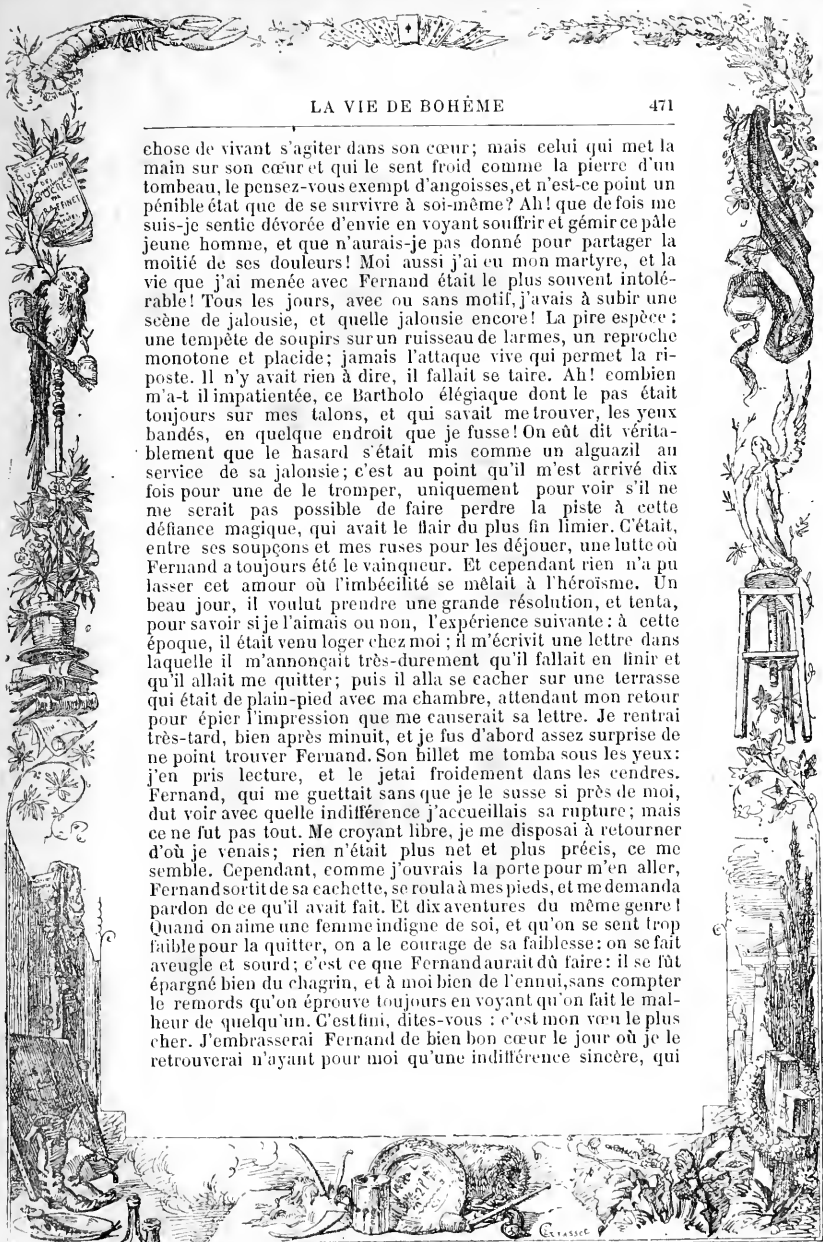 LA VIE DE BOHÊME 471
chose de vivant s'agiter dans son cœur; mais celui qui met la
main sur son cœur et qui le sent froid comme la pierre d'un
tombeau, le pensez-vous exempt d'angoisses, et n'est-ce point un
pénible état que de se survivre à soi-même? Ah! que de fois me
suis-je sentie dévorée d'envie en voyant souffrir et gémir ce pâle
jeune homme, et que n'aurais-je pas donné pour partager la
moitié de ses douleurs! Moi aussi j'ai eu mon martyre, et la
vie que j'ai menée avec Fernand était le plus souvent intolé-
rable! Tous les jours, avec ou sans motif, j'avais à subir une
scène de jalousie, et quelle jalousie encore! La pire espèce:
une tempête de soupirs sur un ruisseau de larmes, un reproche
monotone et placide; jamais l'attaque vive qui permet la ri-
poste. Il n'y avait rien à dire, il fallait se taire. Ah! combien
m'a-t il impatientée, ce Bartholo élégiaque dont le pas était
toujours sur mes talons, et qui savait me trouver, les yeux
bandés, en quelque endroit que je fusse! On eût dit vérita-
blement que le hasard s'était mis comme un alguazil au
service de sa jalousie; c'est au point qu'il m'est arrivé dix
fois pour une de le tromper, uniquement pour voir s'il ne
me serait pas possible de faire perdre la piste à cette
défiance magique, qui avait le flair du plus fin limier. C'était,
entre ses soupçons et mes ruses pour les déjouer, une lutte où
Fernand a toujours été le vainqueur. Et cependant rien n'a pu
lasser cet amour où l'imbécilité se mêlait à l'héroïsme. Un
beau jour, il voulut prendre une grande résolution, et tenta,
pour savoir si je l'aimais ou non, l'expérience suivante: à cette
époque, il était venu loger chez moi; il m'écrivit une lettre dans
laquelle il m'annonçait très-durement qu'il fallait en finir et
qu'il allait me quitter; puis il alla se cacher sur une terrasse
qui était de plain-pied avec ma chambre, attendant mon retour
pour épier l'impression que me causerait sa lettre. Je rentrai
très-tard, bien après minuit, et je fus d'abord assez surprise de
ne point trouver Fernand. Son billet me tomba sous les yeux:
j'en pris lecture, et le jetai froidement dans les cendres.
Fernand, qui me guettait sans que je le susse si près de moi,
dut voir avec quelle indifférence j'accueillais sa rupture; mais
ce ne fut pas tout. Me croyant libre, je me disposai à retourner
d'où je venais; rien n'était plus net et plus précis, ce me
semble. Cependant, comme j'ouvrais la porte pour m'en aller,
Fernand sortit de sa cachette, se roula à mes pieds, et me demanda
pardon de ce qu'il avait fait. Et dix aventures du même genre!
Quand on aime une femme indigne de soi, et qu'on se sent trop
faible pour la quitter, on a le courage de sa faiblesse: on se fait
aveugle et sourd; c'est ce que Fernand aurait dû faire: il se fût
épargné bien du chagrin, et à moi bien de l'ennui, sans compter
le remords qu'on éprouve toujours en voyant qu'on fait le mal-
heur de quelqu'un. C'est fini, dites-vous: c'est mon vœu le plus
cher. J'embrasserai Fernand de bien bon cœur le jour où je le
retrouverai n'ayant pour moi qu'une indifférence sincère, qui